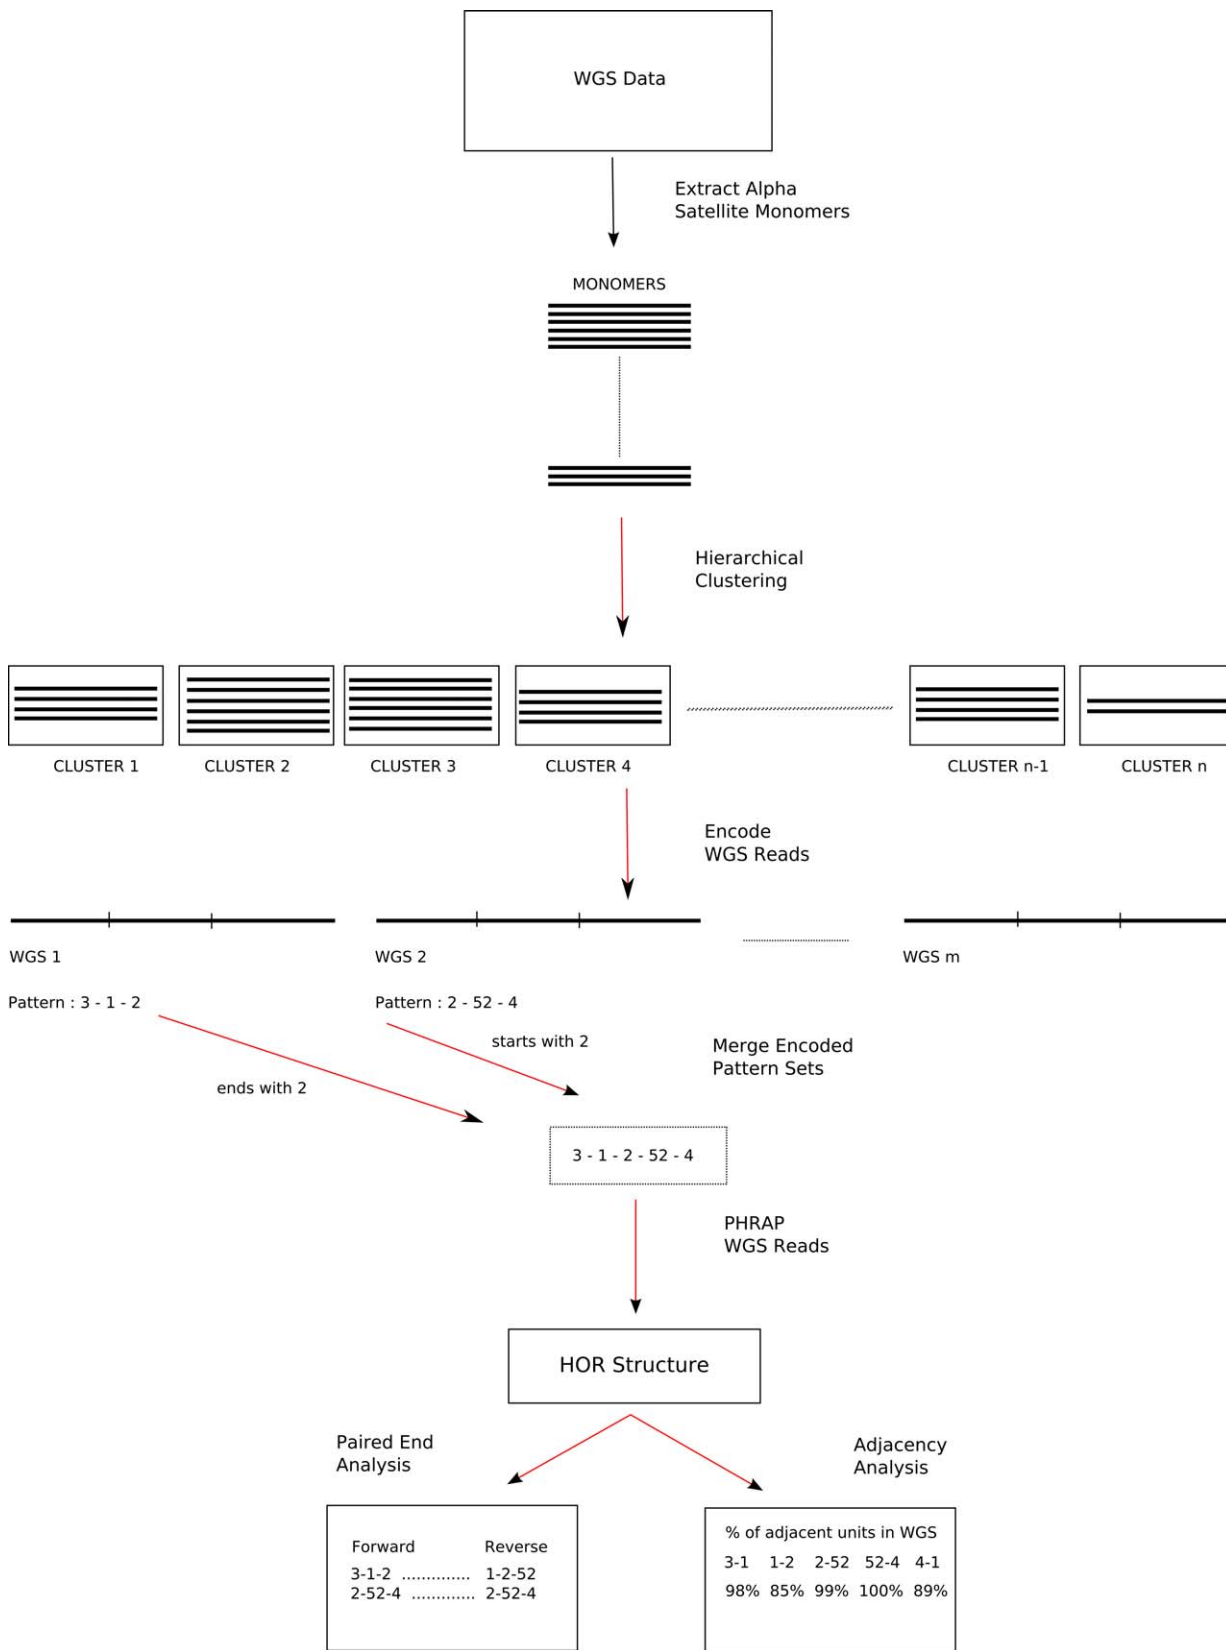 WGS Data
Extract Alpha
Satellite Monomers
MONOMERS
Hierarchical
Clustering
CLUSTER 1
CLUSTER 2
CLUSTER 3
CLUSTER 4
CLUSTER n-1
CLUSTER n
Encode
WGS Reads
WGS 1
WGS 2
WGS m
Pattern : 3 - 1 - 2
Pattern : 2 - 52 - 4
starts with 2
ends with 2
Merge Encoded
Pattern Sets
3 - 1 - 2 - 52 - 4
PHRAP
WGS Reads
HOR Structure
Paired End
Analysis
Adjacency
Analysis
Forward Reverse
3-1-2 .............. 1-2-52
2-52-4 ............. 2-52-4
% of adjacent units in WGS
3-1 1-2 2-52 52-4 4-1
98% 85% 99% 100% 89%